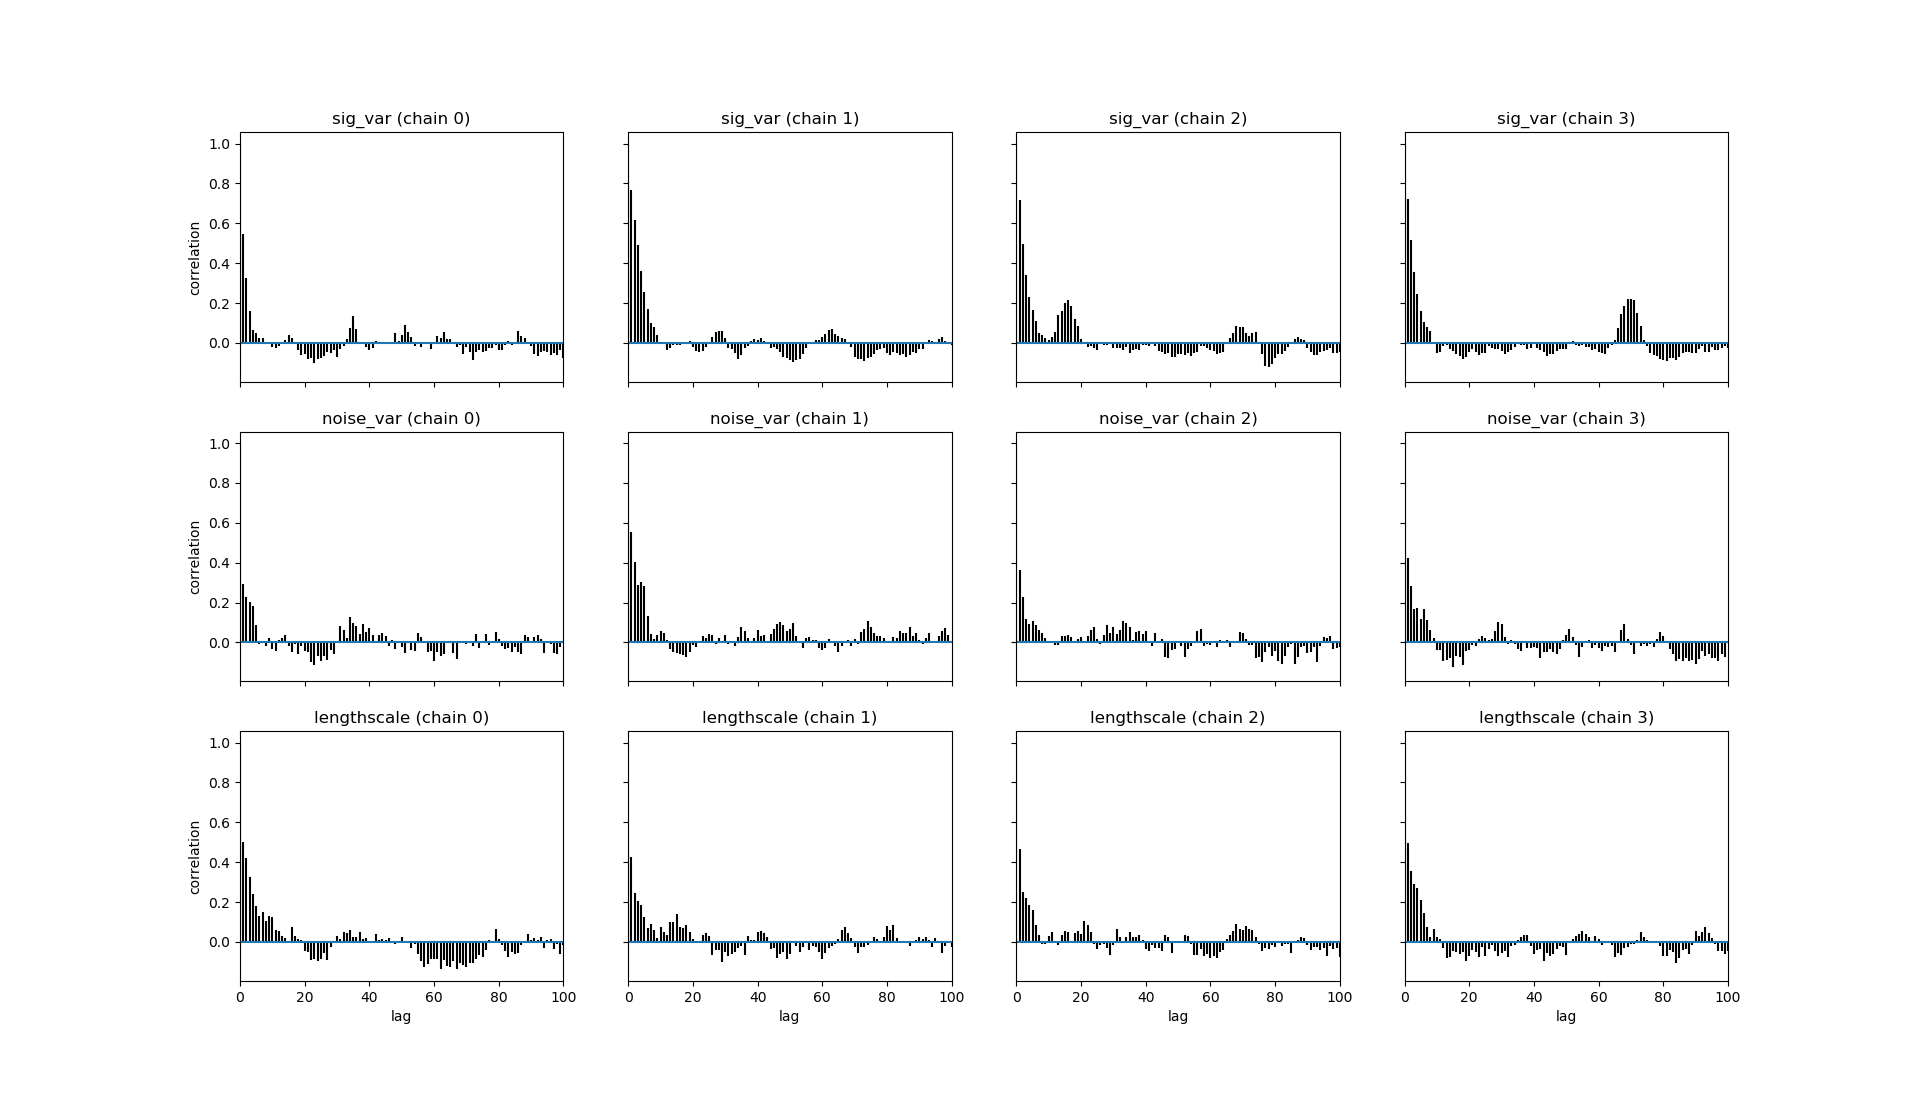 sig_var (chain 0) sig_var (chain 1) sig_var (chain 2) sig_var (chain 3)
1.0
0.8
0.6
0.4
0.2
0.0
correlation
noise_var (chain 0) noise_var (chain 1) noise_var (chain 2) noise_var (chain 3)
1.0
0.8
0.6
0.4
0.2
0.0
correlation
lengthscale (chain 0) lengthscale (chain 1) lengthscale (chain 2) lengthscale (chain 3)
1.0
0.8
0.6
0.4
0.2
0.0
correlation
0 20 40 60 80 100 0 20 40 60 80 100 0 20 40 60 80 100 0 20 40 60 80 100
lag lag lag lag